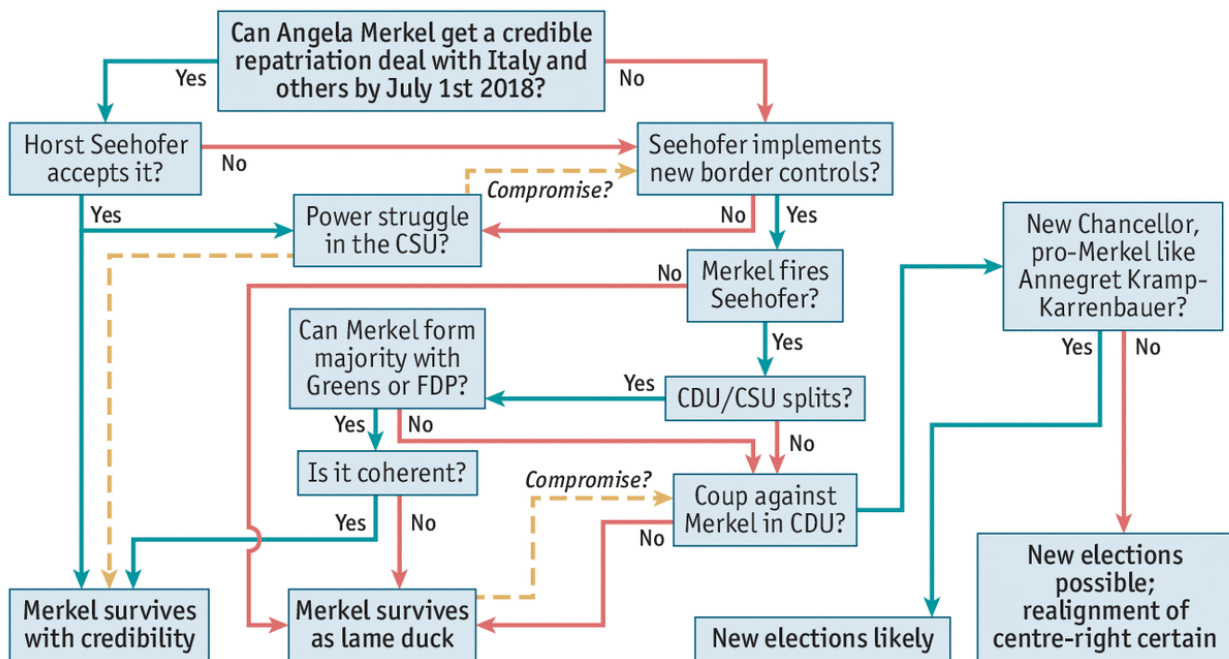 Can Angela Merkel get a credible
repatriation deal with Italy and
others by July 1st 2018?
Yes
No
Horst Seehofer
accepts it?
No
Seehofer implements
new border controls?
Compromise?
Yes
Power struggle
in the CSU?
No
Yes
New Chancellor,
pro-Merkel like
Annegret Kramp-
Karrenbauer?
No
Merkel fires
Seehofer?
Can Merkel form
majority with
Greens or FDP?
Yes
Yes
No
Yes
CDU/CSU splits?
Yes
No
No
Is it coherent?
Compromise?
Coup against
Merkel in CDU?
Yes
No
No
Merkel survives
with credibility
Merkel survives
as lame duck
New elections likely
New elections
possible;
realignment of
centre-right certain